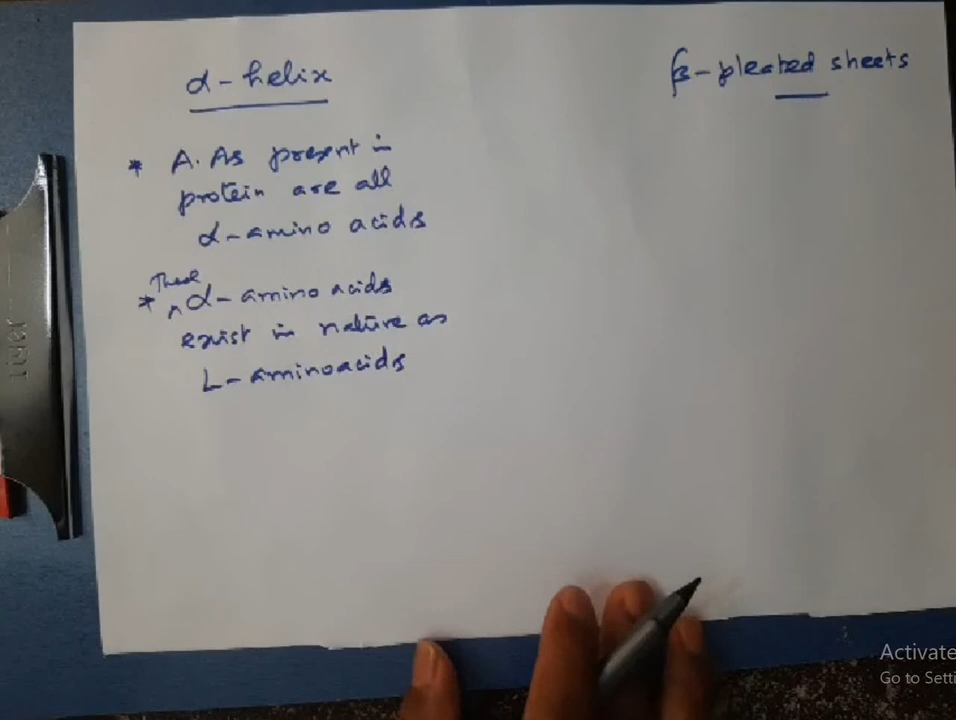 α-helix
β-pleated sheets
* A.As present in
protein are all
α-amino acids
These
* ^α-amino acids
exist in nature as
L-aminoacids
Activate
Go to Setti